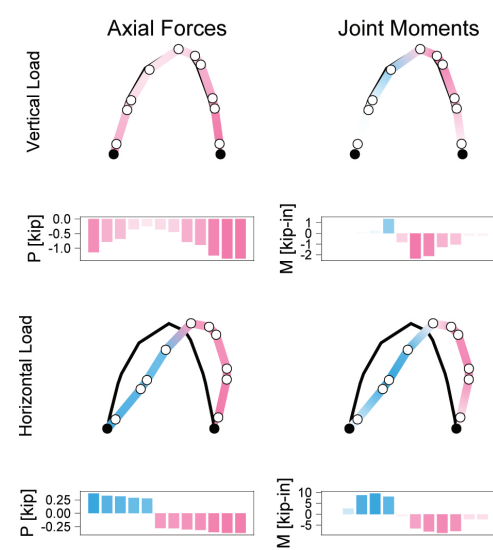 Axial Forces Joint Moments
Vertical Load
P [kip]
0.0
-0.5
-1.0
M [kip-in]
1
0
-1
-2
Horizontal Load
P [kip]
0.25
0.00
-0.25
M [kip-in]
10
5
0
-5